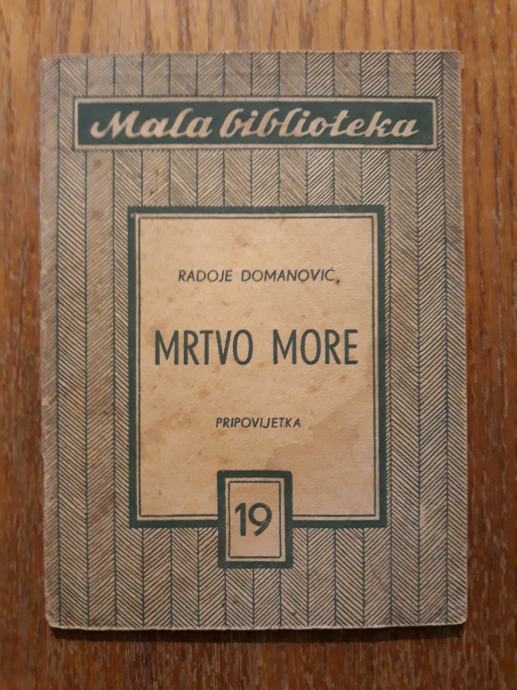 Mala biblioteka
RADOJE DOMANOVIĆ
MRTVO MORE
PRIPOVIJETKA
19